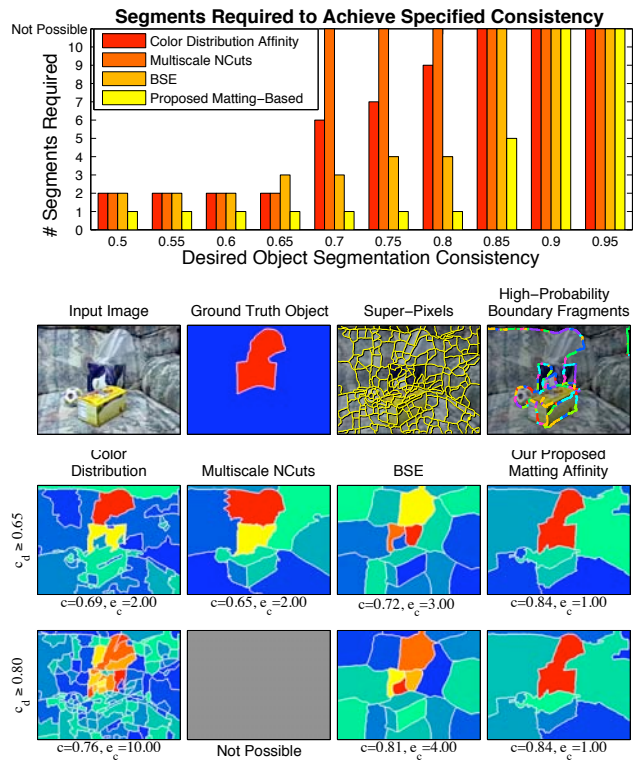 Segments Required to Achieve Specified Consistency
Not Possible
9
8
7
6
5
4
3
2
1
0
# Segments Required
Color Distribution Affinity
Multiscale NCuts
BSE
Proposed Matting-Based
0.5 0.55 0.6 0.65 0.7 0.75 0.8 0.85 0.9 0.95
Desired Object Segmentation Consistency
Input Image
Ground Truth Object
Super-Pixels
High-Probability
Boundary Fragments
Color
Distribution
Multiscale NCuts
BSE
Our Proposed
Matting Affinity
c_d ≥ 0.65
c=0.69, e_c=2.00
c=0.65, e_c=2.00
c=0.72, e_c=3.00
c=0.84, e_c=1.00
c_d ≥ 0.80
c=0.76, e_c=10.00
Not Possible
c=0.81, e_c=4.00
c=0.84, e_c=1.00